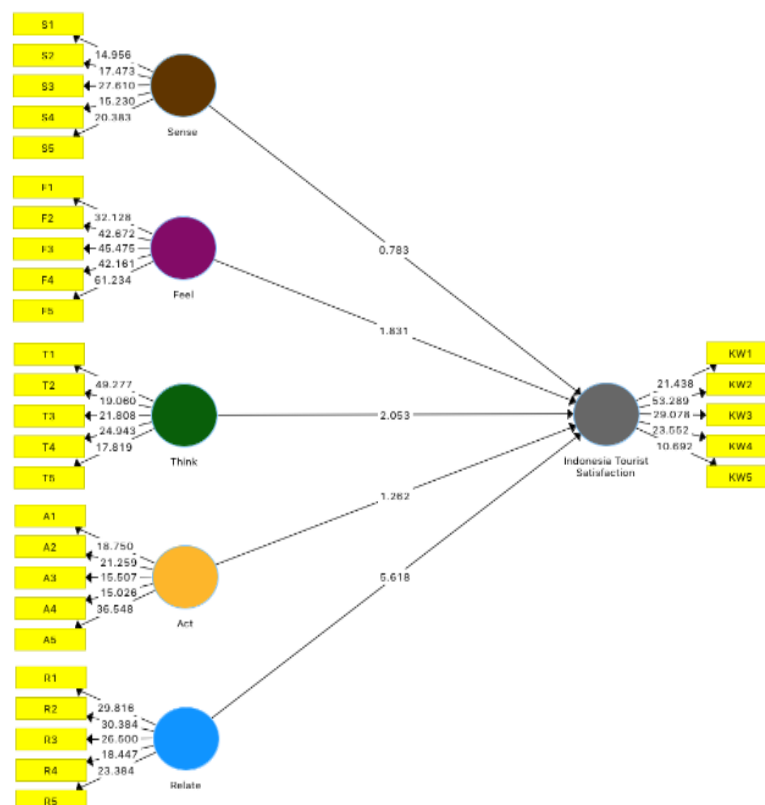 S1
S2
S3
S4
S5
14.956
17.473
27.610
15.230
20.383
Sense
F1
F2
F3
F4
F5
32.128
42.672
45.475
42.161
61.234
Feel
T1
T2
T3
T4
T5
49.277
19.060
21.808
24.943
17.819
Think
A1
A2
A3
A4
A5
18.750
21.259
15.507
15.026
36.548
Act
R1
R2
R3
R4
R5
29.816
30.384
26.500
18.447
23.384
Relate
0.783
1.831
2.053
1.262
5.618
Indonesia Tourist
Satisfaction
21.438
53.289
29.078
23.552
10.692
KW1
KW2
KW3
KW4
KW5